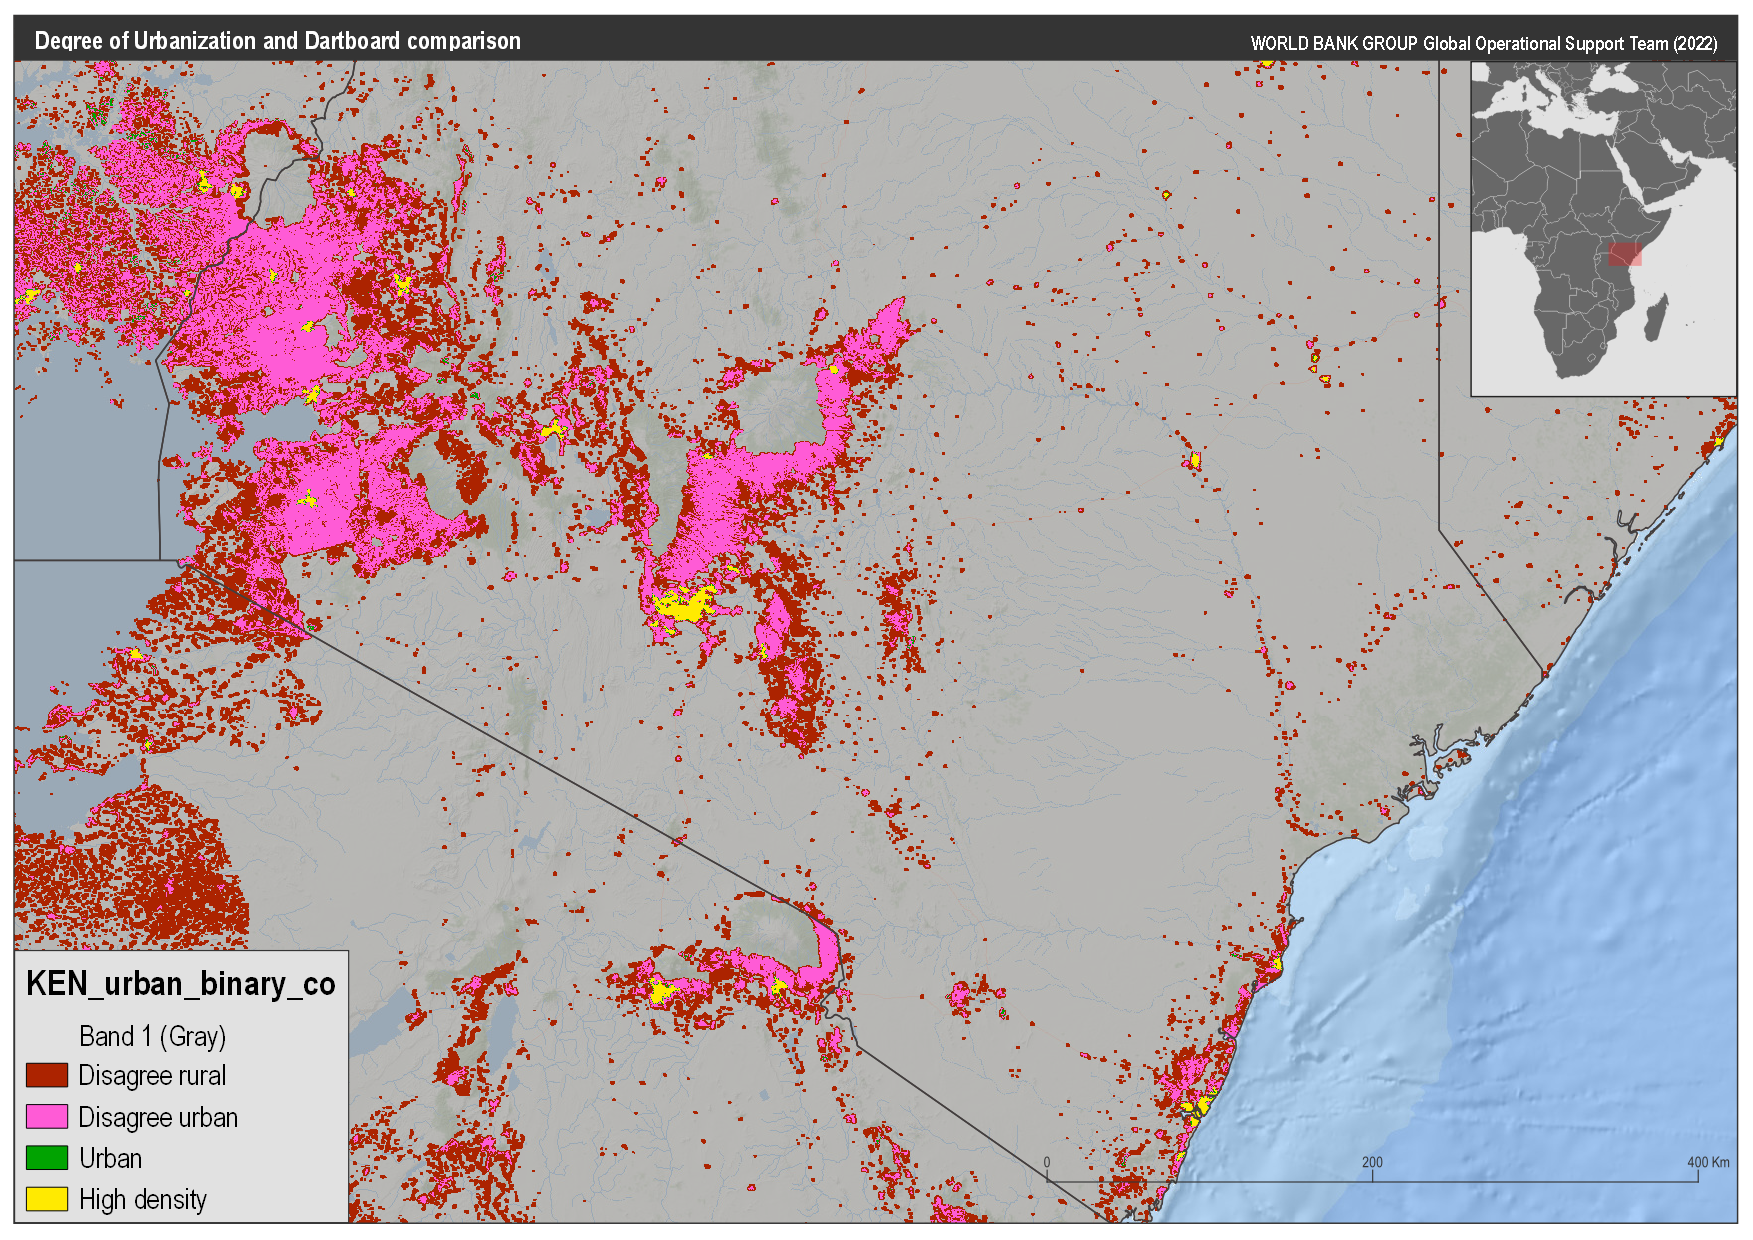 Degree of Urbanization and Dartboard comparison
WORLD BANK GROUP Global Operational Support Team (2022)
KEN_urban_binary_co
Band 1 (Gray)
Disagree rural
Disagree urban
Urban
High density
0 200 400 Km